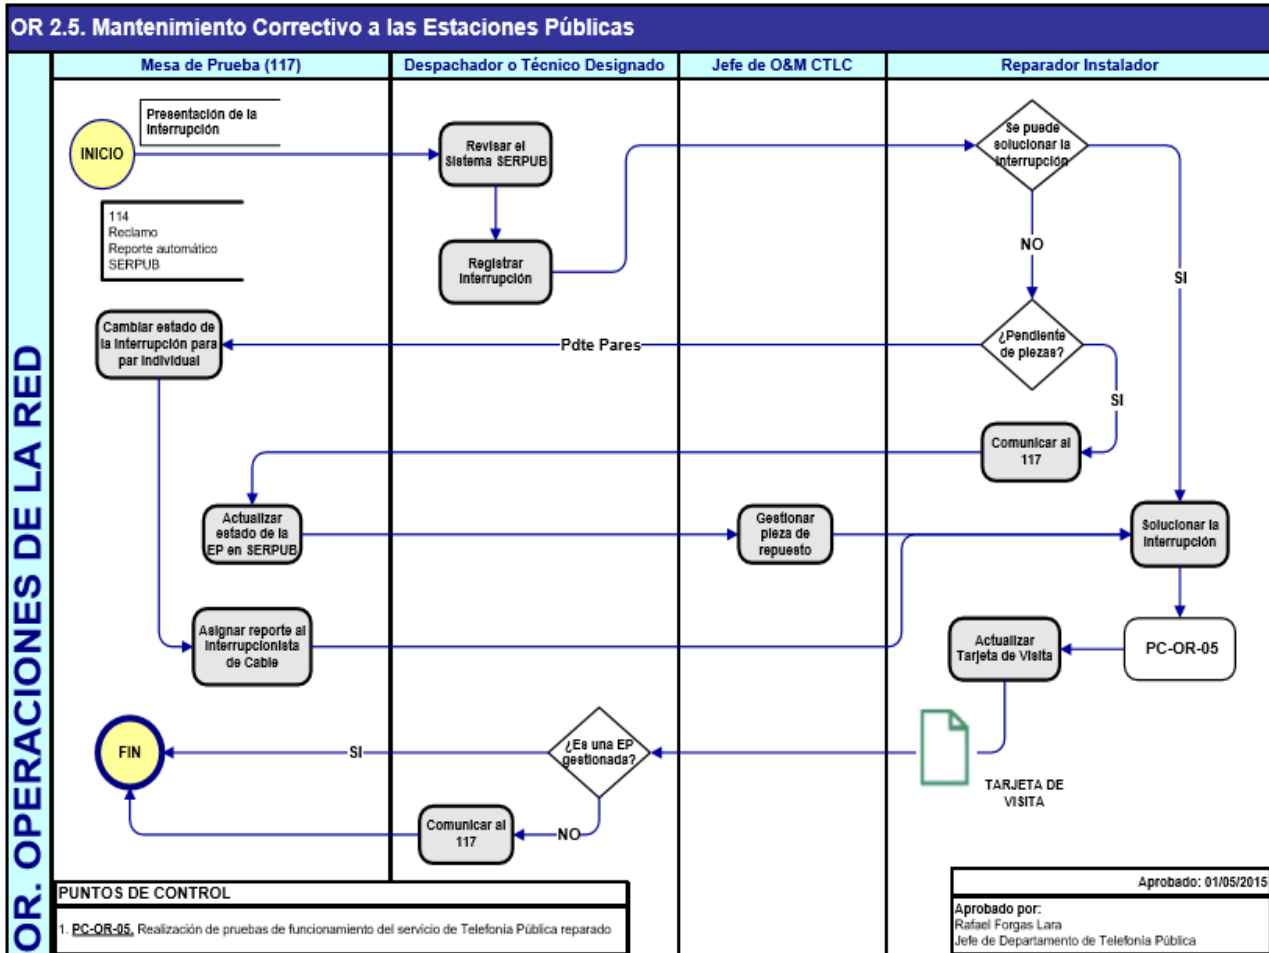 OR 2.5. Mantenimiento Correctivo a las Estaciones Públicas
OR. OPERACIONES DE LA RED
Mesa de Prueba (117)
Despachador o Técnico Designado
Jefe de O&M CTLC
Reparador Instalador
INICIO
Presentación de la
Interrupción
114
Reclamo
Reporte automático
SERPUB
Revisar el
Sistema SERPUB
Registrar
Interrupción
Se puede
solucionar la
Interrupción
NO
SI
¿Pendiente
de piezas?
Pdte Pares
Cambiar estado de
la Interrupción para
par Individual
SI
Comunicar al
117
Actualizar
estado de la
EP en SERPUB
Gestionar
pieza de
repuesto
Solucionar la
Interrupción
Asignar reporte al
Interrupcionista
de Cable
Actualizar
Tarjeta de Visita
PC-OR-05
TARJETA DE
VISITA
¿Es una EP
gestionada?
SI
FIN
NO
Comunicar al
117
PUNTOS DE CONTROL
1. PC-OR-05. Realización de pruebas de funcionamiento del servicio de Telefonía Pública reparado
Aprobado: 01/05/2015
Aprobado por:
Rafael Forgas Lara
Jefe de Departamento de Telefonía Pública